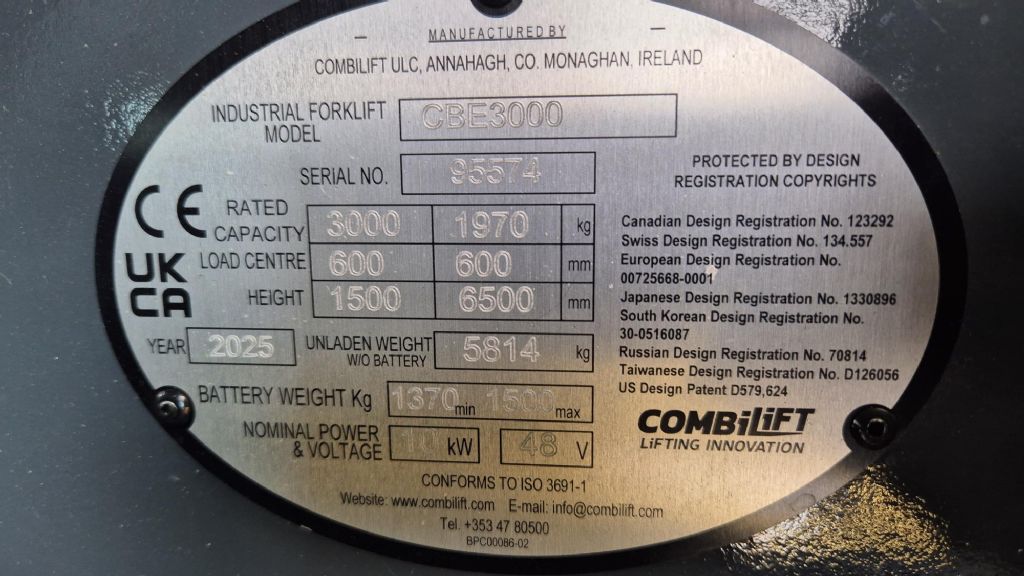 MANUFACTURED BY
COMBILIFT ULC, ANNAHAGH, CO. MONAGHAN, IRELAND
INDUSTRIAL FORKLIFT MODEL CBE3000
SERIAL NO. 95574
CE
UK
CA
RATED CAPACITY 3000 1970 kg
LOAD CENTRE 600 600 mm
HEIGHT 1500 6500 mm
YEAR 2025
UNLADEN WEIGHT W/O BATTERY 5814 kg
BATTERY WEIGHT Kg 1370 min 1500 max
NOMINAL POWER & VOLTAGE 10 kW 48 V
PROTECTED BY DESIGN
REGISTRATION COPYRIGHTS
Canadian Design Registration No. 123292
Swiss Design Registration No. 134.557
European Design Registration No.
00725668-0001
Japanese Design Registration No. 1330896
South Korean Design Registration No.
30-0516087
Russian Design Registration No. 70814
Taiwanese Design Registration No. D126056
US Design Patent D579,624
COMBiLiFT
LiFTING INNOVATION
CONFORMS TO ISO 3691-1
Website: www.combilift.com E-mail: info@combilift.com
Tel. +353 47 80500
BPC00086-02